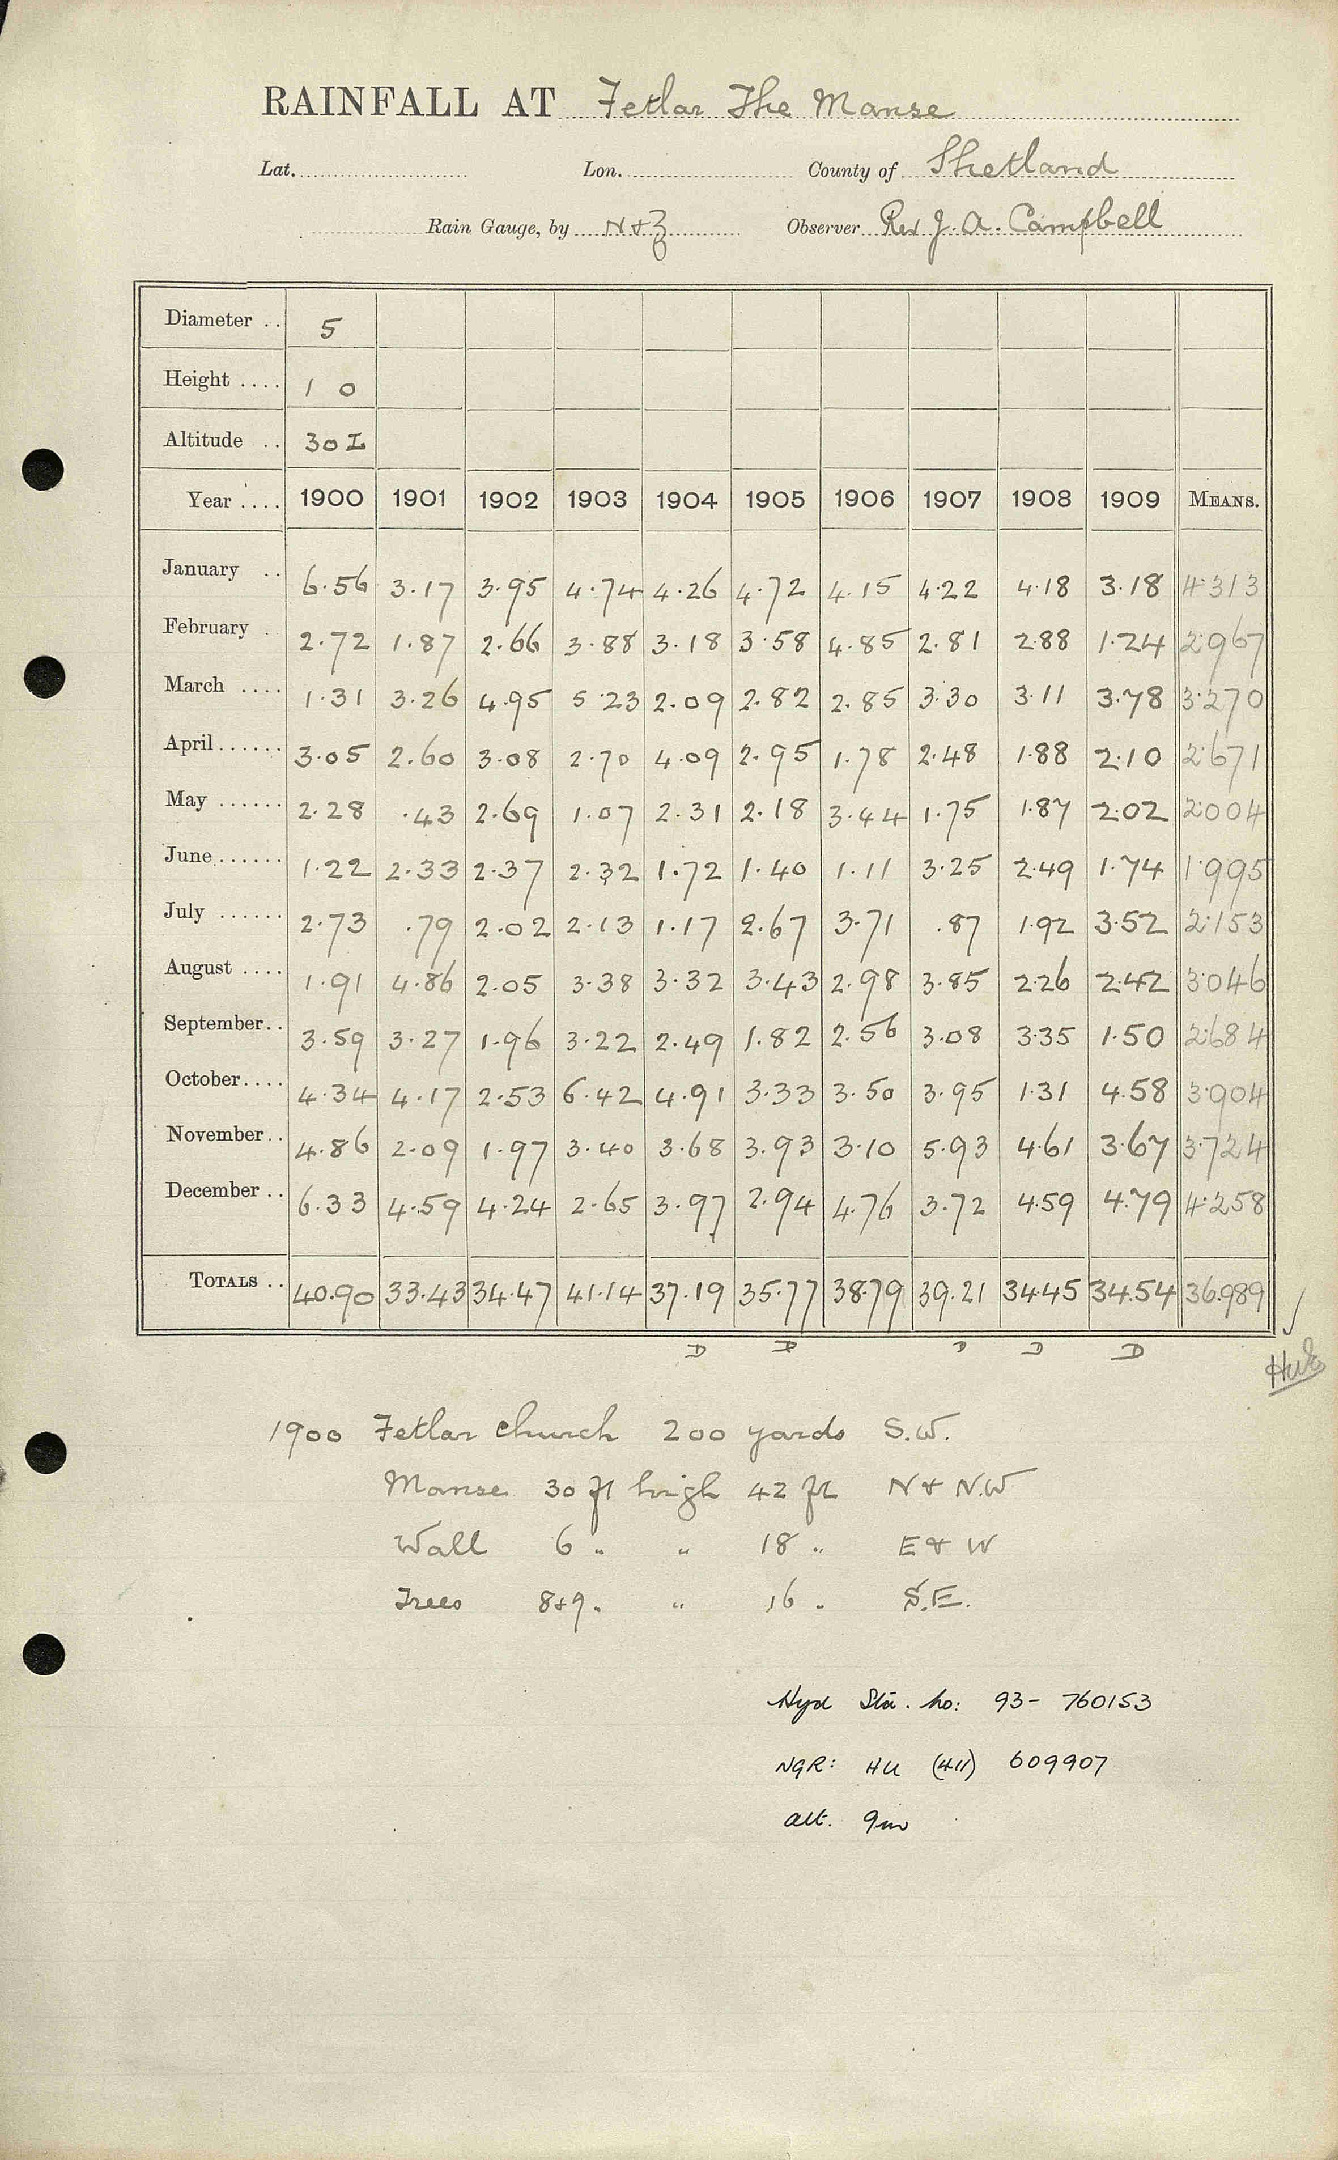 RAINFALL AT Fetlar The Manse
Lat. Lon. County of Shetland
Rain Gauge, by N & Z Observer Rev J. A. Campbell
Diameter .. 5
Height .... 1 0
Altitude .. 30 I
Year .... 1900 1901 1902 1903 1904 1905 1906 1907 1908 1909 MEANS.
January .. 6.56 3.17 3.95 4.74 4.26 4.72 4.15 4.22 4.18 3.18 4.313
February . 2.72 1.87 2.66 3.88 3.18 3.58 4.85 2.81 2.88 1.24 2.967
March .... 1.31 3.26 4.95 5.23 2.09 2.82 2.85 3.30 3.11 3.78 3.270
April ...... 3.05 2.60 3.08 2.70 4.09 2.95 1.78 2.48 1.88 2.10 2.671
May ...... 2.28 .43 2.69 1.07 2.31 2.18 3.44 1.75 1.87 2.02 2.004
June ...... 1.22 2.33 2.37 2.32 1.72 1.40 1.11 3.25 2.49 1.74 1.995
July ...... 2.73 .79 2.02 2.13 1.17 2.67 3.71 .87 1.92 3.52 2.153
August .... 1.91 4.86 2.05 3.38 3.32 3.43 2.98 3.85 2.26 2.42 3.046
September .. 3.59 3.27 1.96 3.22 2.49 1.82 2.56 3.08 3.35 1.50 2.684
October .... 4.34 4.17 2.53 6.42 4.91 3.33 3.50 3.95 1.31 4.58 3.904
November .. 4.86 2.09 1.97 3.40 3.68 3.93 3.10 5.93 4.61 3.67 3.724
December .. 6.33 4.59 4.24 2.65 3.97 2.94 4.76 3.72 4.59 4.79 4.258
TOTALS .. 40.90 33.43 34.47 41.14 37.19 35.77 38.79 39.21 34.45 34.54 36.989
D D D D D
1900 Fetlar Church 200 yards S.W.
Manse 30 ft high 42 ft N & N.W
Wall 6 " " 18 " E & W
Trees 8 & 9 " " 16 " S.E.
Hyd Sta. no: 93 - 760153
NGR: HU (411) 609907
alt. 9m